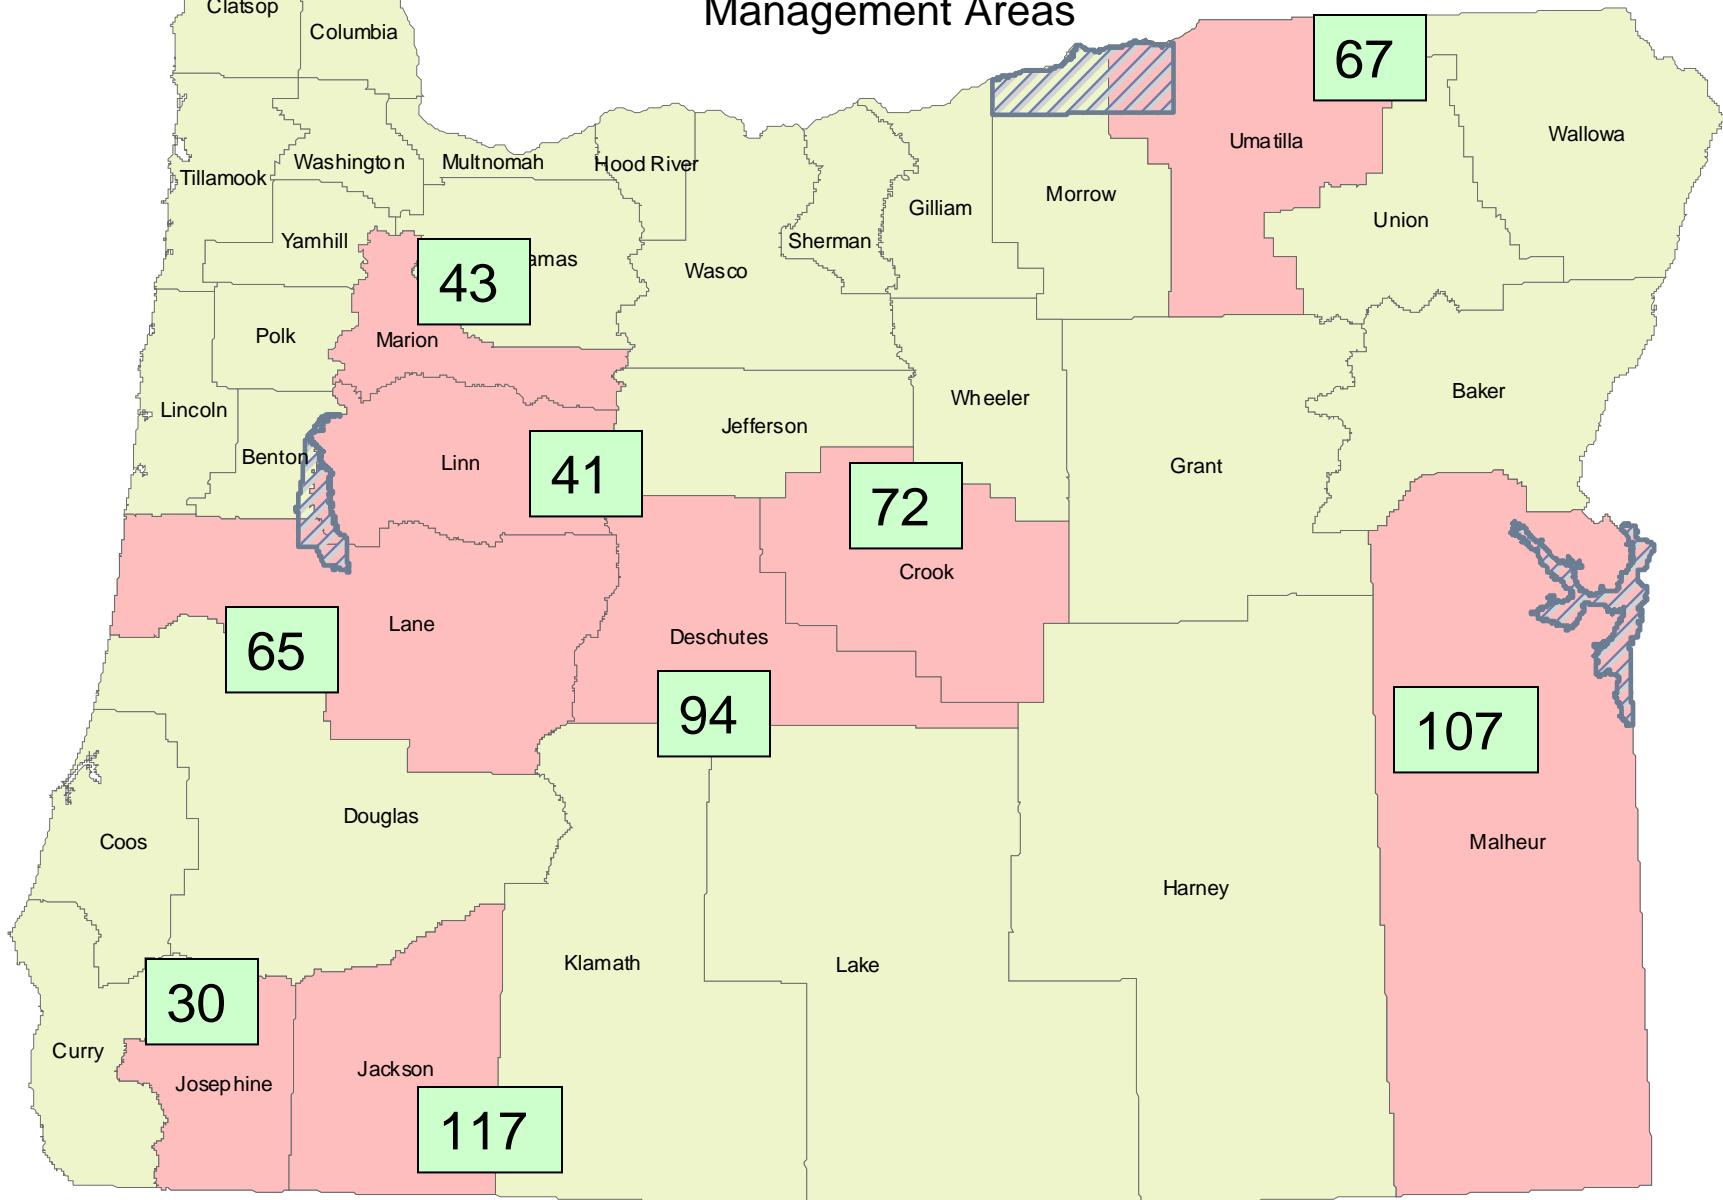 Management Areas
Clatsop
Columbia
67
Umatilla
Wallowa
Washington
Multnomah
Hood River
Tillamook
Morrow
Gilliam
Union
Yamhill
Sherman
amas
Wasco
43
Polk
Marion
Baker
Wheeler
Lincoln
Jefferson
Benton
Linn
41
Grant
72
Crook
Lane
Deschutes
65
94
107
Douglas
Coos
Malheur
Harney
Klamath
Lake
30
Curry
Jackson
Josephine
117